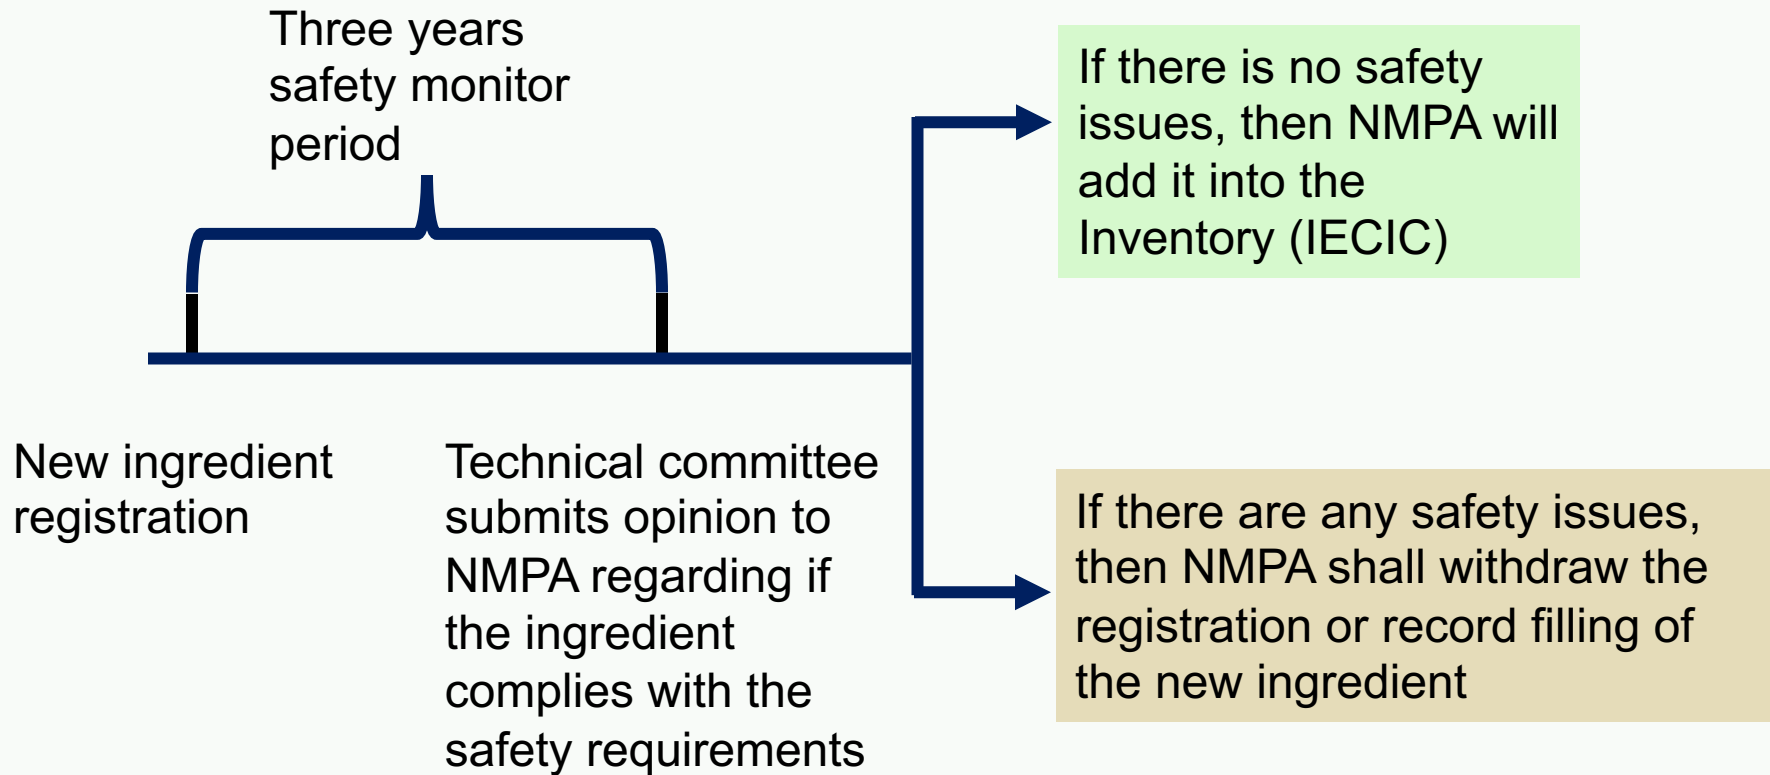 Three years
safety monitor
period
If there is no safety
issues, then NMPA will
add it into the
Inventory (IECIC)
New ingredient
registration
Technical committee
submits opinion to
NMPA regarding if
the ingredient
complies with the
safety requirements
If there are any safety issues,
then NMPA shall withdraw the
registration or record filling of
the new ingredient